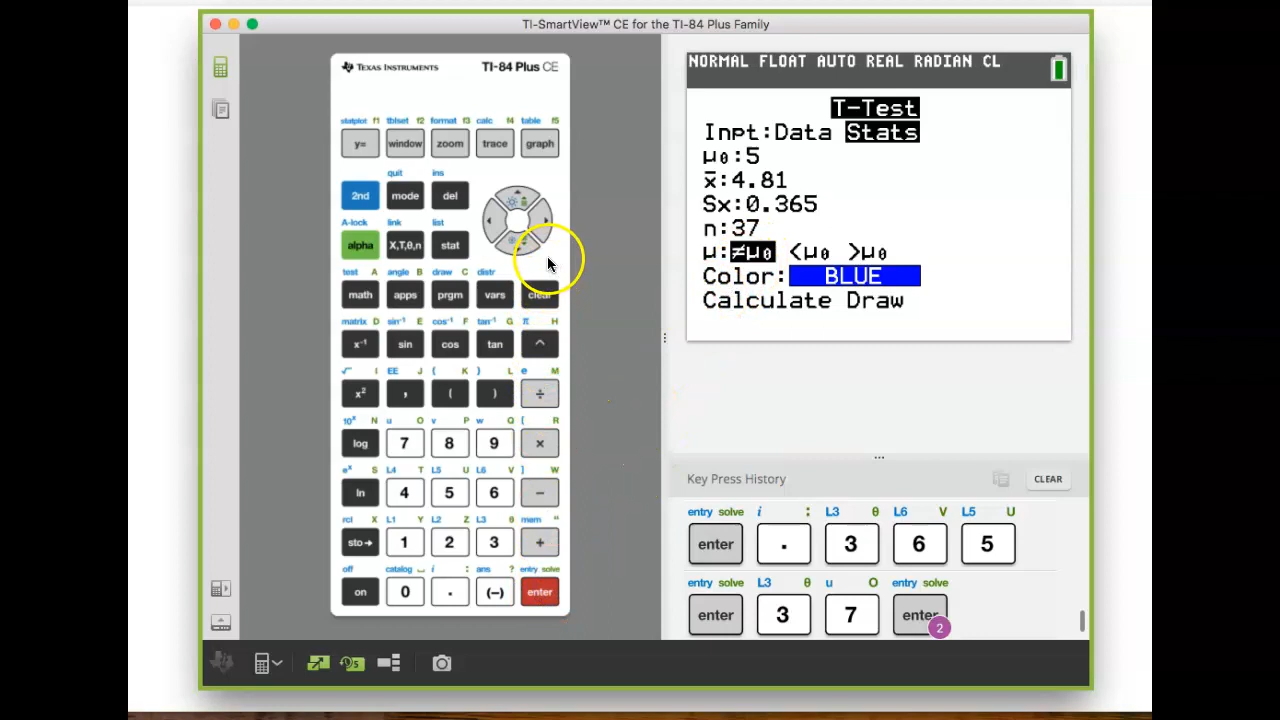 TI-SmartView™ CE for the TI-84 Plus Family
TEXAS INSTRUMENTS TI-84 Plus CE
statplot f1 tblset f2 format f3 calc f4 table f5
y= window zoom trace graph
quit ins
2nd mode del
A-lock link list
alpha X,T,θ,n stat
test A angle B draw C distr
math apps prgm vars clear
matrix D sin⁻¹ E cos⁻¹ F tan⁻¹ G π H
x⁻¹ sin cos tan ^
√ I EE J { K } L e M
x² , ( ) ÷
10ˣ N u O v P w Q [ R
log 7 8 9 ×
eˣ S L4 T L5 U L6 V ] W
ln 4 5 6 −
rcl X L1 Y L2 Z L3 θ mem "
sto→ 1 2 3 +
off catalog i : ans ? entry solve
on 0 . (−) enter
NORMAL FLOAT AUTO REAL RADIAN CL
T-Test
Inpt:Data Stats
μ₀:5
x̄:4.81
Sx:0.365
n:37
μ:≠μ₀ <μ₀ >μ₀
Color: BLUE
Calculate Draw
Key Press History CLEAR
entry solve i : L3 θ L6 V L5 U
enter . 3 6 5
entry solve L3 θ u O entry solve
enter 3 7 enter
2